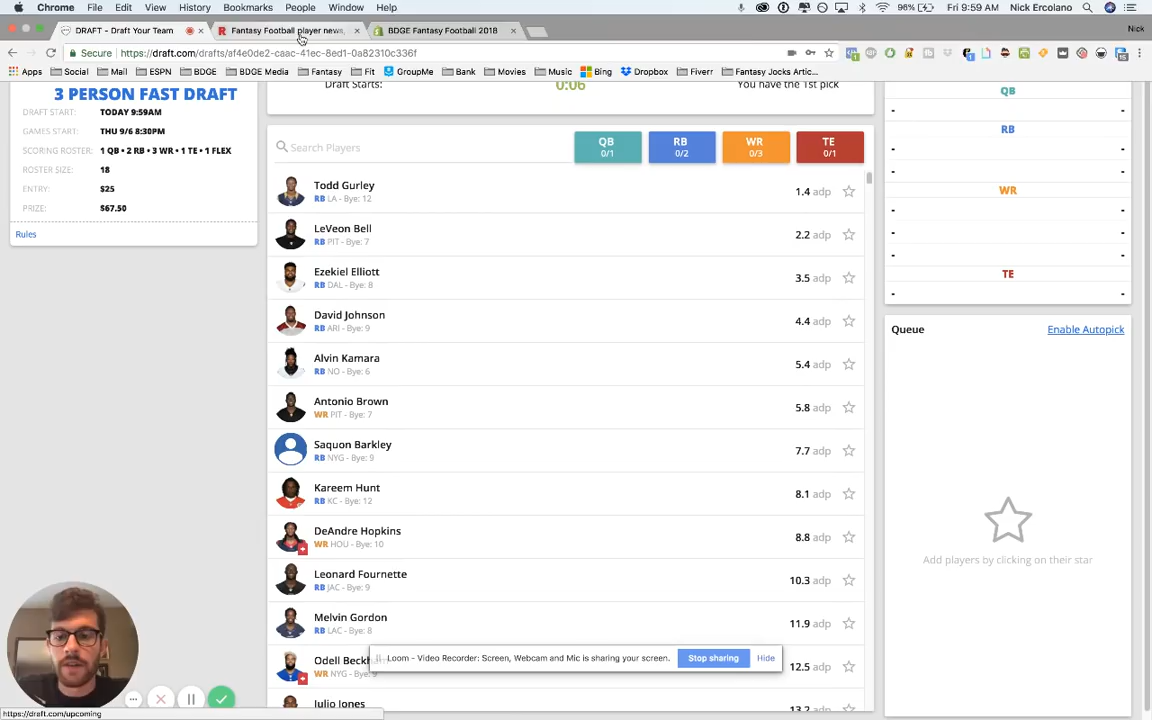 Chrome File Edit View History Bookmarks People Window Help 96% Fri 9:59 AM Nick Ercolano
DRAFT - Draft Your Team Fantasy Football player news, BDGE Fantasy Football 2018 Nick
Secure https://draft.com/drafts/af4e0de2-caac-41ec-8ed1-0a82310c336f
Apps Social Mail ESPN BDGE BDGE Media Fantasy Fit GroupMe Bank Movies Music Bing Dropbox Fiverr Fantasy Jocks Artic...
3 PERSON FAST DRAFT
DRAFT START: TODAY 9:59AM
GAMES START: THU 9/6 8:30PM
SCORING ROSTER: 1 QB • 2 RB • 3 WR • 1 TE • 1 FLEX
ROSTER SIZE: 18
ENTRY: $25
PRIZE: $67.50
Rules
Draft Starts: 0:06 You have the 1st pick
Search Players
QB 0/1
RB 0/2
WR 0/3
TE 0/1
Todd Gurley
RB LA - Bye: 12
1.4 adp
LeVeon Bell
RB PIT - Bye: 7
2.2 adp
Ezekiel Elliott
RB DAL - Bye: 8
3.5 adp
David Johnson
RB ARI - Bye: 9
4.4 adp
Alvin Kamara
RB NO - Bye: 6
5.4 adp
Antonio Brown
WR PIT - Bye: 7
5.8 adp
Saquon Barkley
RB NYG - Bye: 9
7.7 adp
Kareem Hunt
RB KC - Bye: 12
8.1 adp
DeAndre Hopkins
WR HOU - Bye: 10
8.8 adp
Leonard Fournette
RB JAC - Bye: 9
10.3 adp
Melvin Gordon
RB LAC - Bye: 8
11.9 adp
Odell Beckh
WR NYG - Bye: 9
12.5 adp
Julio Jones
13.2 adp
QB
- -
RB
- -
- -
WR
- -
- -
- -
TE
- -
Queue Enable Autopick
Add players by clicking on their star
Loom - Video Recorder: Screen, Webcam and Mic is sharing your screen. Stop sharing Hide
https://draft.com/upcoming